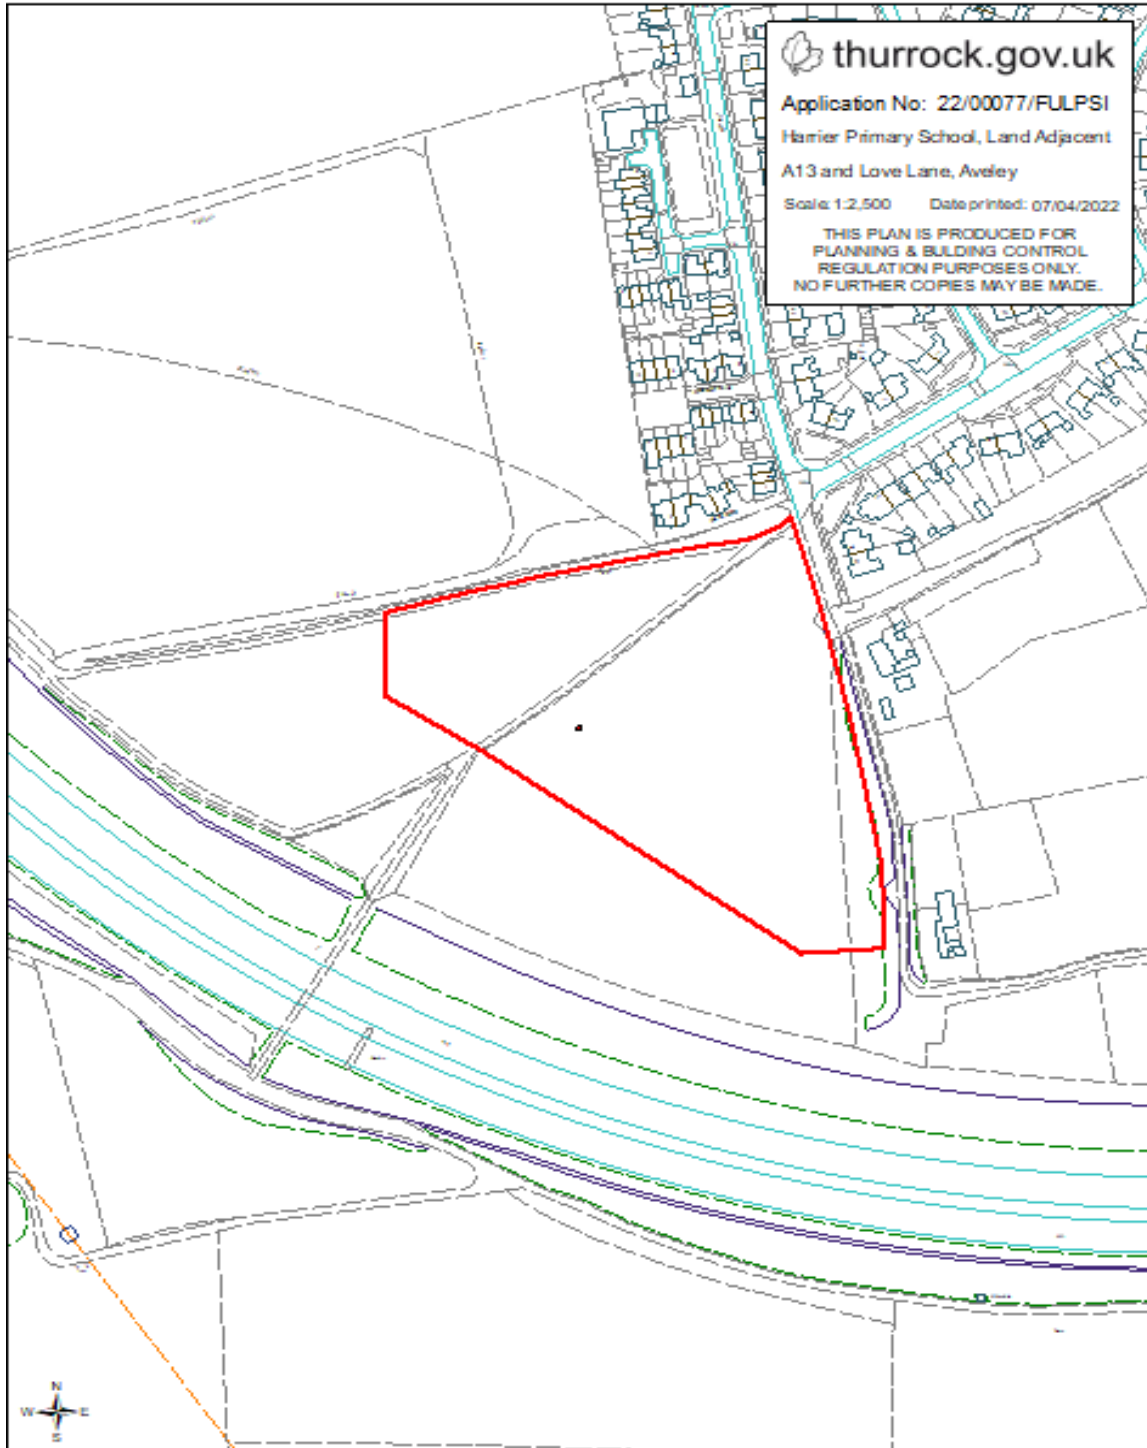 thurrock.gov.uk
Application No: 22/00077/FULPSI
Harrier Primary School, Land Adjacent
A13 and Love Lane, Aveley
Scale: 1:2,500 Date printed: 07/04/2022
THIS PLAN IS PRODUCED FOR
PLANNING & BULDING CONTROL
REGULATION PURPOSES ONLY.
NO FURTHER COPIES MAY BE MADE.
N
W E
S